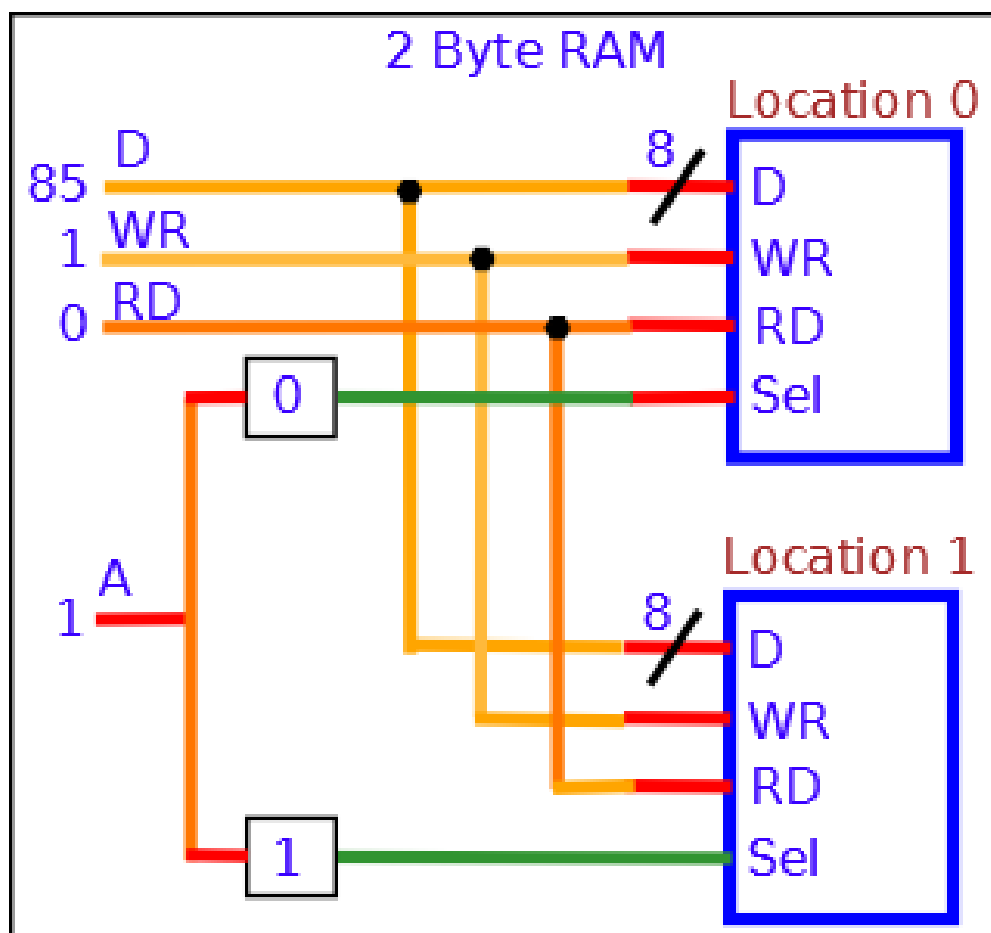 2 Byte RAM
Location 0
D
8
85
D
WR
1
WR
RD
0
RD
0
Sel
Location 1
A
1
8
D
WR
RD
1
Sel